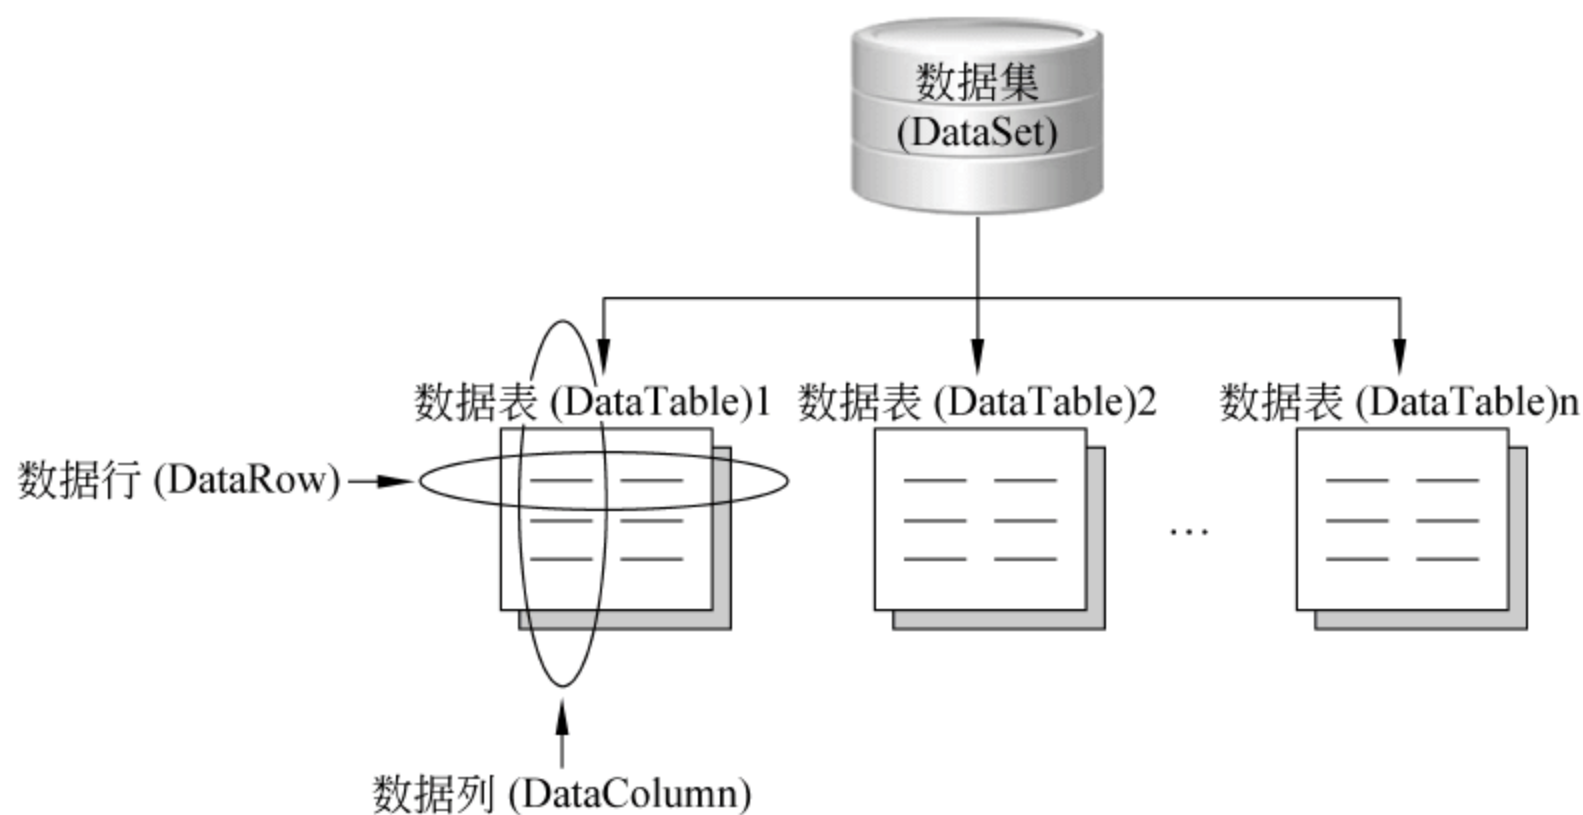 数据集
(DataSet)
数据表 (DataTable)1
数据表 (DataTable)2
数据表 (DataTable)n
数据行 (DataRow)
…
数据列 (DataColumn)